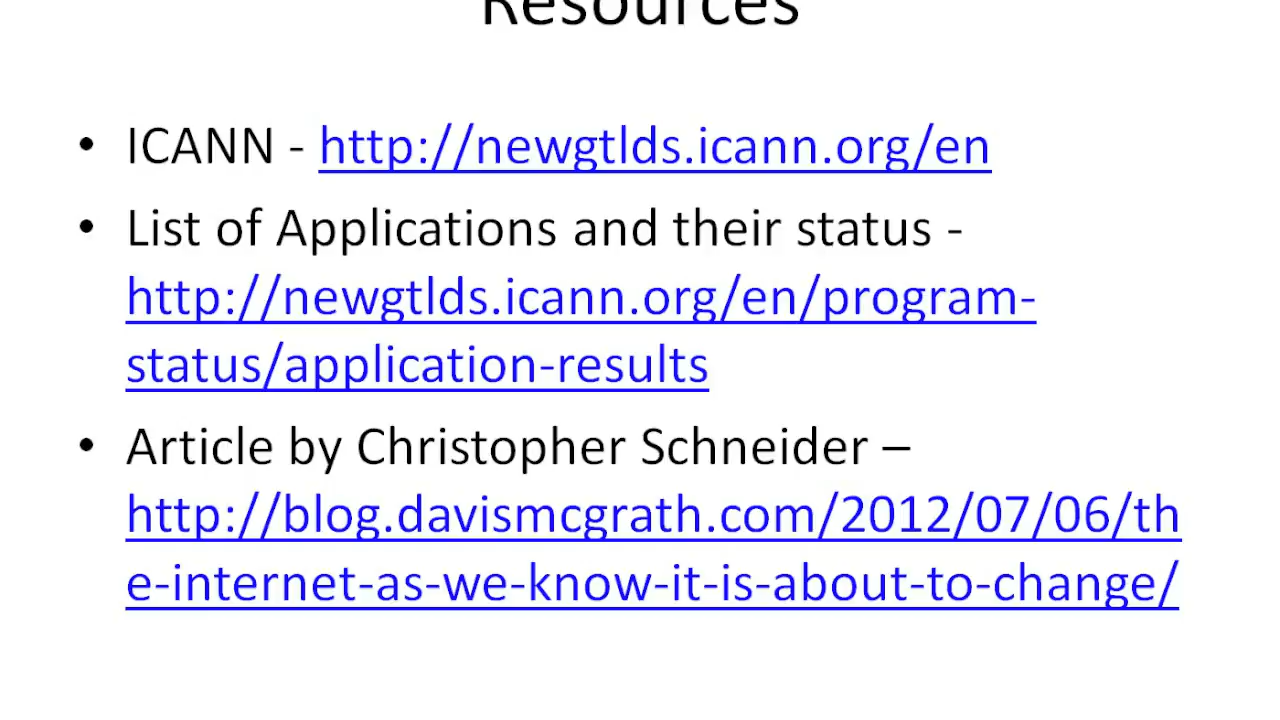 Resources
• ICANN - http://newgtlds.icann.org/en
• List of Applications and their status -
http://newgtlds.icann.org/en/program-
status/application-results
• Article by Christopher Schneider –
http://blog.davismcgrath.com/2012/07/06/th
e-internet-as-we-know-it-is-about-to-change/